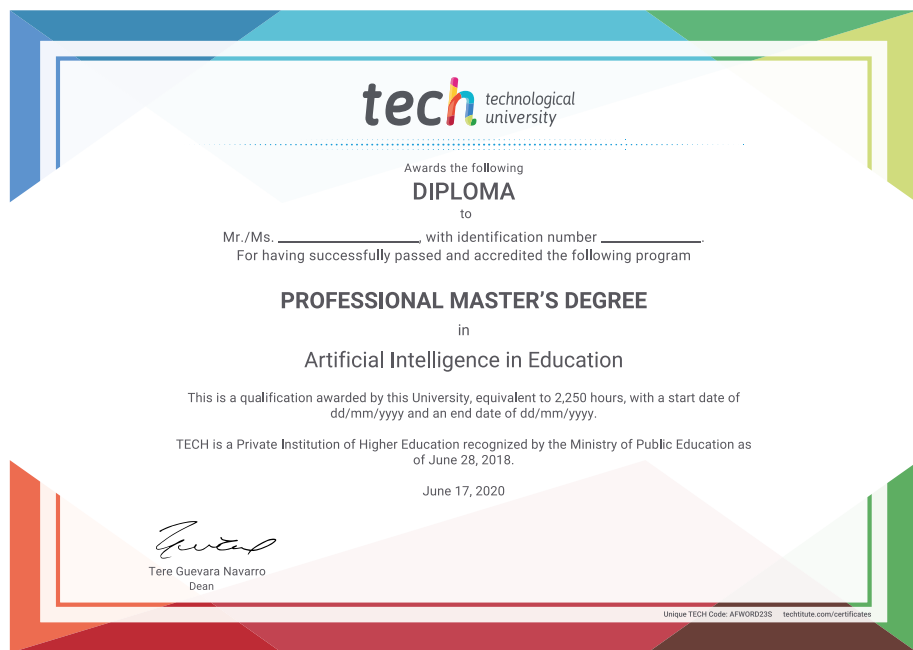 tech technological
university
Awards the following
DIPLOMA
to
Mr./Ms. ____________________, with identification number ______________.
For having successfully passed and accredited the following program
PROFESSIONAL MASTER'S DEGREE
in
Artificial Intelligence in Education
This is a qualification awarded by this University, equivalent to 2,250 hours, with a start date of
dd/mm/yyyy and an end date of dd/mm/yyyy.
TECH is a Private Institution of Higher Education recognized by the Ministry of Public Education as
of June 28, 2018.
June 17, 2020
Tere Guevara Navarro
Dean
Unique TECH Code: AFWORD23S techtitute.com/certificates